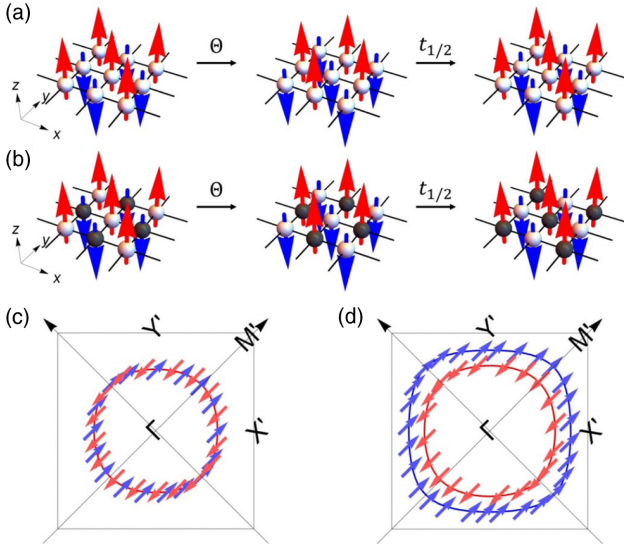 (a)
Θ
t1/2
z
y
x
(b)
Θ
t1/2
z
y
x
(c)
Y'
M'
Γ
X'
(d)
Y'
M'
Γ
X'